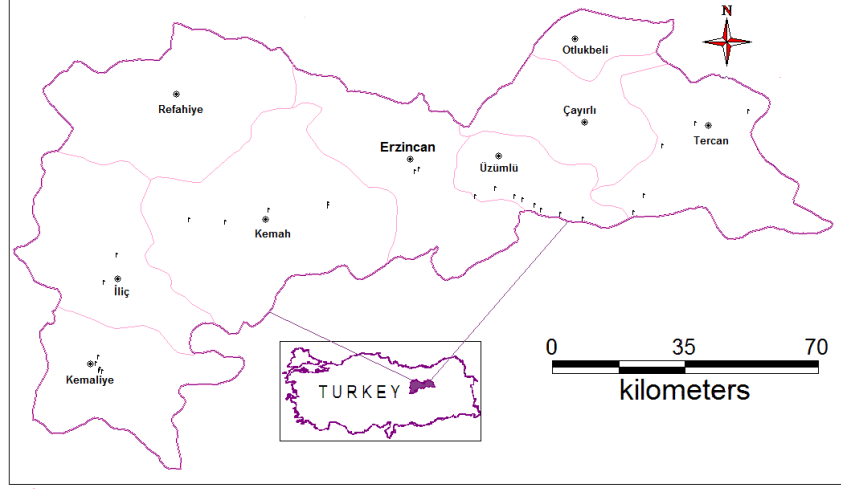 N
Otlukbeli
Refahiye
Çayırlı
Tercan
Erzincan
Üzümlü
Kemah
İliç
Kemaliye
TURKEY
0 35 70
kilometers